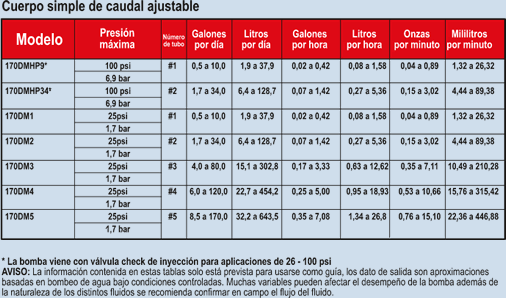 Cuerpo simple de caudal ajustable
Modelo Presión máxima Número de tubo Galones por día Litros por día Galones por hora Litros por hora Onzas por minuto Mililitros por minuto
170DMHP9* 100 psi #1 0,5 a 10,0 1,9 a 37,9 0,02 a 0,42 0,08 a 1,58 0,04 a 0,89 1,32 a 26,32
6,9 bar
170DMHP34* 100 psi #2 1,7 a 34,0 6,4 a 128,7 0,07 a 1,42 0,27 a 5,36 0,15 a 3,02 4,44 a 89,38
6,9 bar
170DM1 25psi #1 0,5 a 10,0 1,9 a 37,9 0,02 a 0,42 0,08 a 1,58 0,04 a 0,89 1,32 a 26,32
1,7 bar
170DM2 25psi #2 1,7 a 34,0 6,4 a 128,7 0,07 a 1,42 0,27 a 5,36 0,15 a 3,02 4,44 a 89,38
1,7 bar
170DM3 25psi #3 4,0 a 80,0 15,1 a 302,8 0,17 a 3,33 0,63 a 12,62 0,35 a 7,11 10,49 a 210,28
1,7 bar
170DM4 25psi #4 6,0 a 120,0 22,7 a 454,2 0,25 a 5,00 0,95 a 18,93 0,53 a 10,66 15,76 a 315,42
1,7 bar
170DM5 25psi #5 8,5 a 170,0 32,2 a 643,5 0,35 a 7,08 1,34 a 26,8 0,76 a 15,10 22,36 a 446,88
1,7 bar
* La bomba viene con válvula check de inyección para aplicaciones de 26 - 100 psi
AVISO: La información contenida en estas tablas solo está prevista para usarse como guía, los dato de salida son aproximaciones
basadas en bombeo de agua bajo condiciones controladas. Muchas variables pueden afectar el desempeño de la bomba además de
la naturaleza de los distintos fluidos se recomienda confirmar en campo el flujo del fluido.